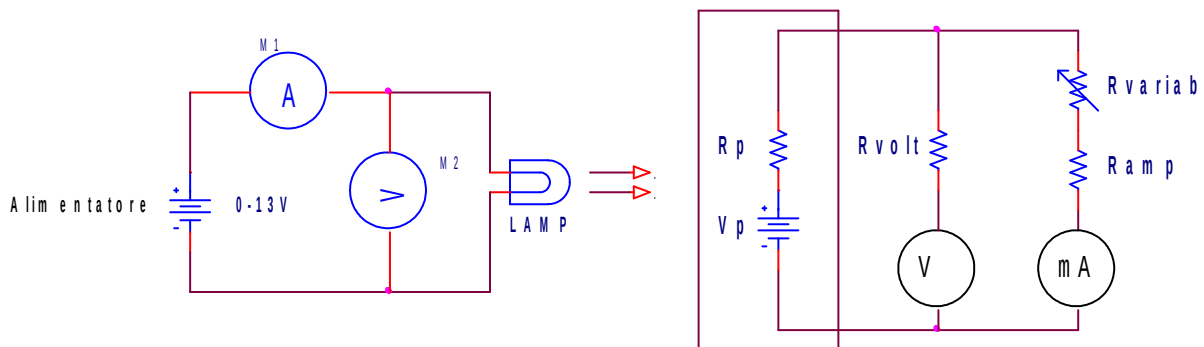 M1
A
M2
V
Alimentatore
+
0-13V
-
LAMP
Rvariab
Rp
Rvolt
Ramp
+
Vp
-
V
mA